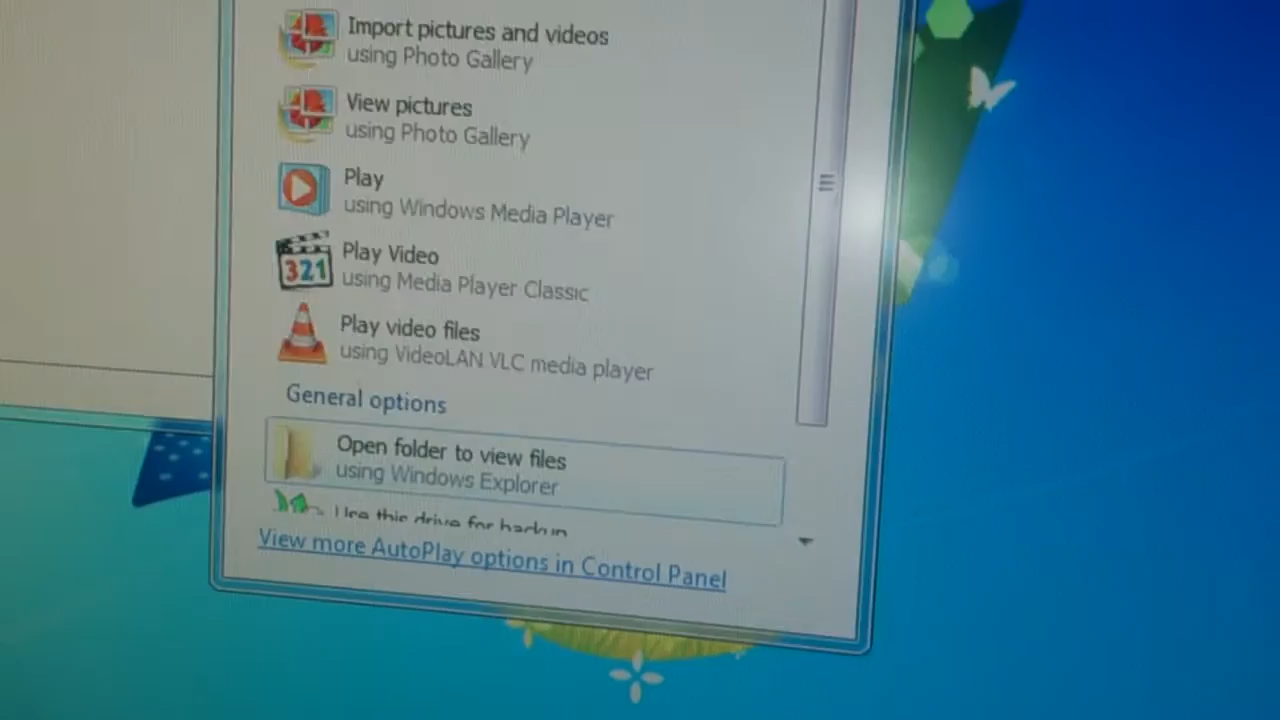 Import pictures and videos
using Photo Gallery
View pictures
using Photo Gallery
Play
using Windows Media Player
Play Video
321
using Media Player Classic
Play video files
using VideoLAN VLC media player
General options
Open folder to view files
using Windows Explorer
Use this drive for backup
View more AutoPlay options in Control Panel